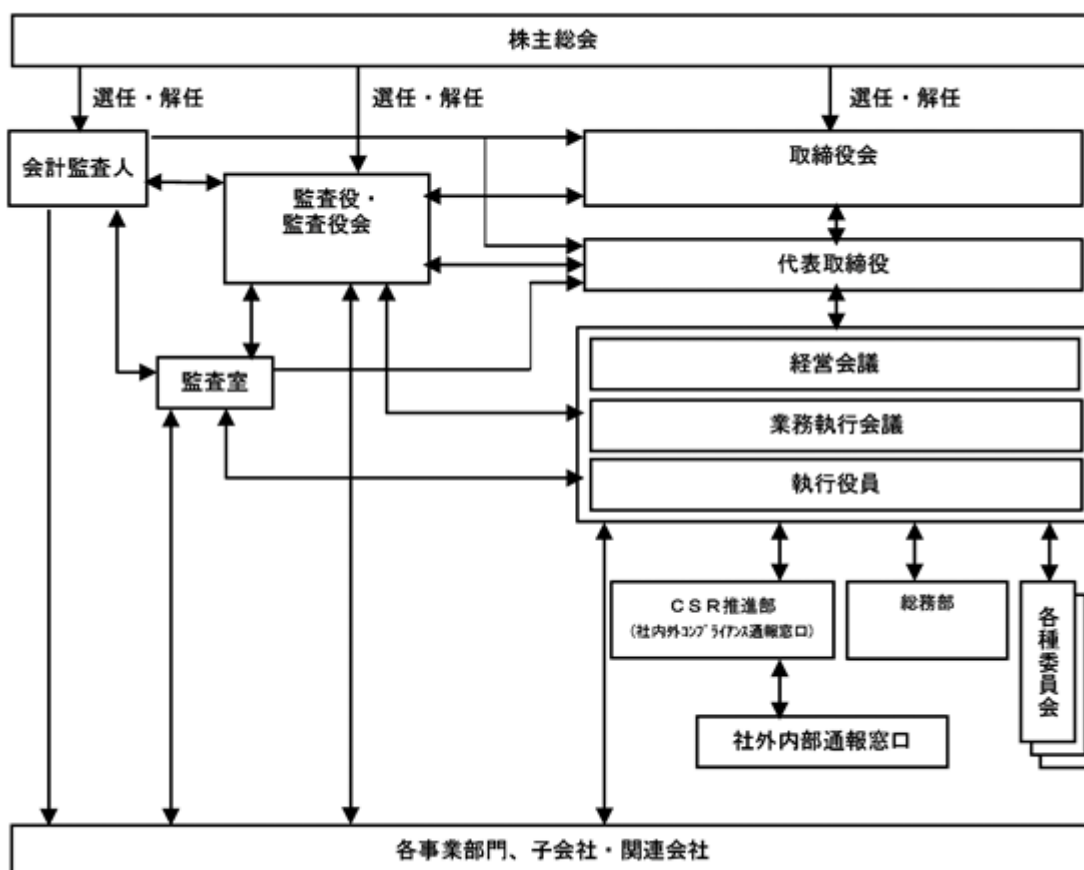 株主総会
選任・解任
選任・解任
選任・解任
会計監査人
取締役会
監査役・
監査役会
代表取締役
監査室
経営会議
業務執行会議
執行役員
CSR推進部
(社内外ｺﾝﾌﾟﾗｲｱﾝｽ通報窓口)
総務部
各種委員会
社外内部通報窓口
各事業部門、子会社・関連会社